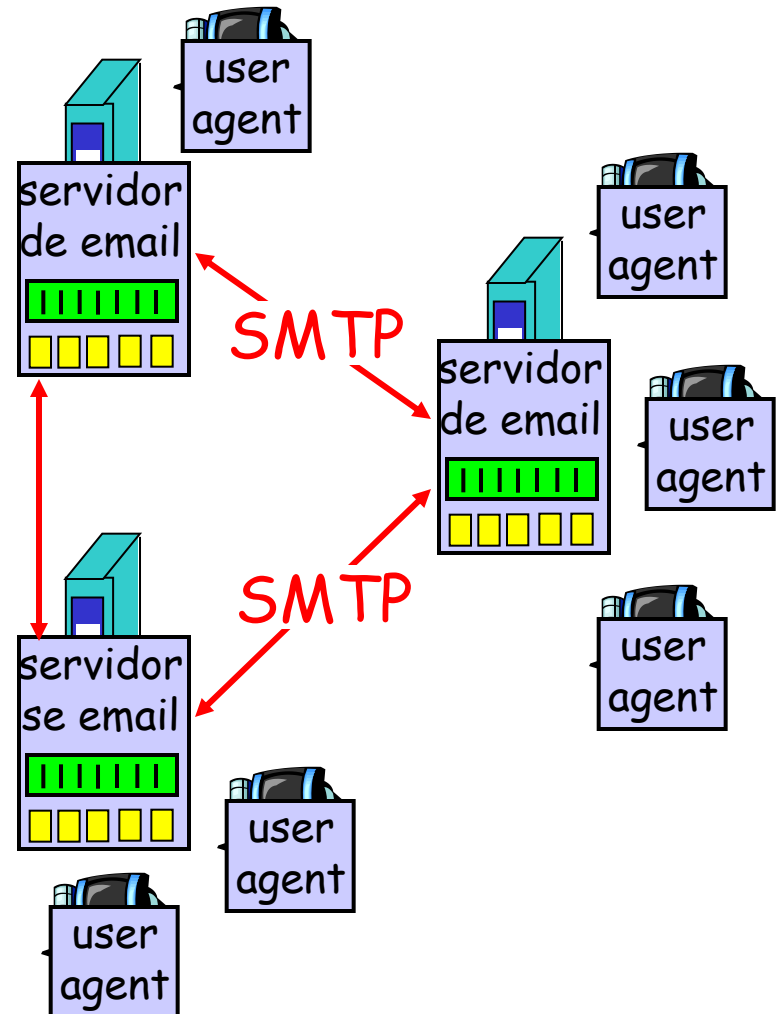 user
agent
servidor
de email
user
agent
SMTP
servidor
de email
user
agent
SMTP
user
agent
servidor
se email
user
agent
user
agent